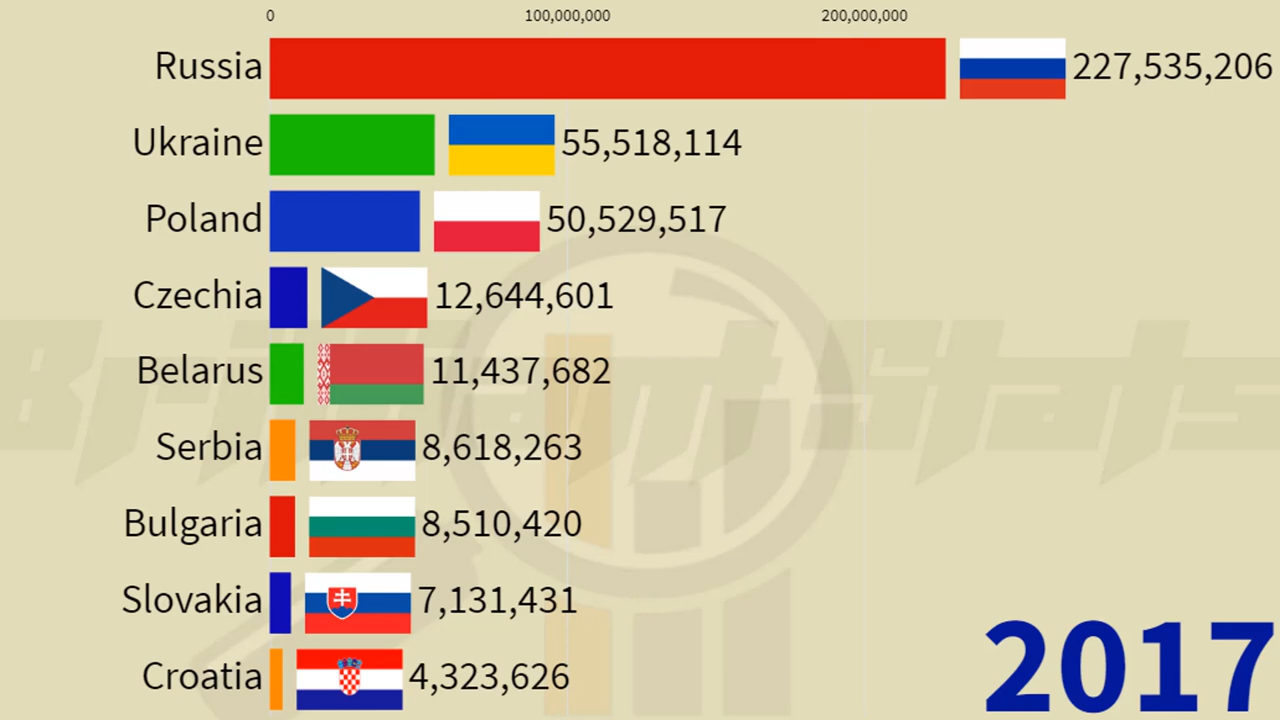 0 100,000,000 200,000,000
Russia 227,535,206
Ukraine 55,518,114
Poland 50,529,517
Czechia 12,644,601
Belarus 11,437,682
Serbia 8,618,263
Bulgaria 8,510,420
Slovakia 7,131,431
Croatia 4,323,626
2017
Brilliant Stats